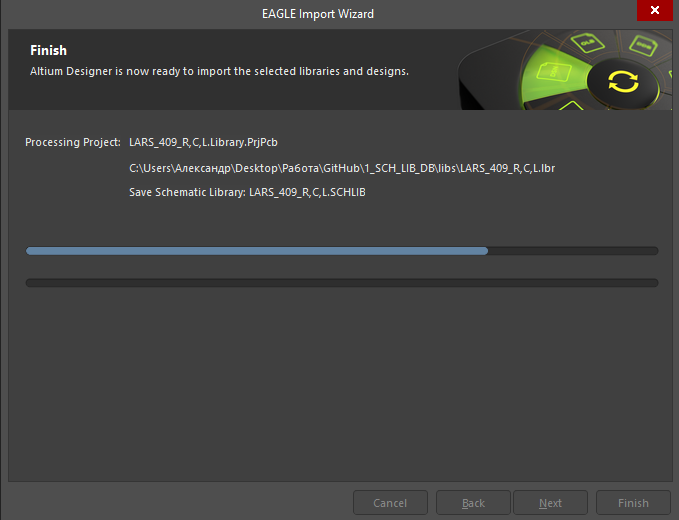 EAGLE Import Wizard
Finish
Altium Designer is now ready to import the selected libraries and designs.
Processing Project: LARS_409_R,C,L.Library.PrjPcb
C:\Users\Александр\Desktop\Работа\GitHub\1_SCH_LIB_DB\libs\LARS_409_R,C,L.lbr
Save Schematic Library: LARS_409_R,C,L.SCHLIB
Cancel Back Next Finish